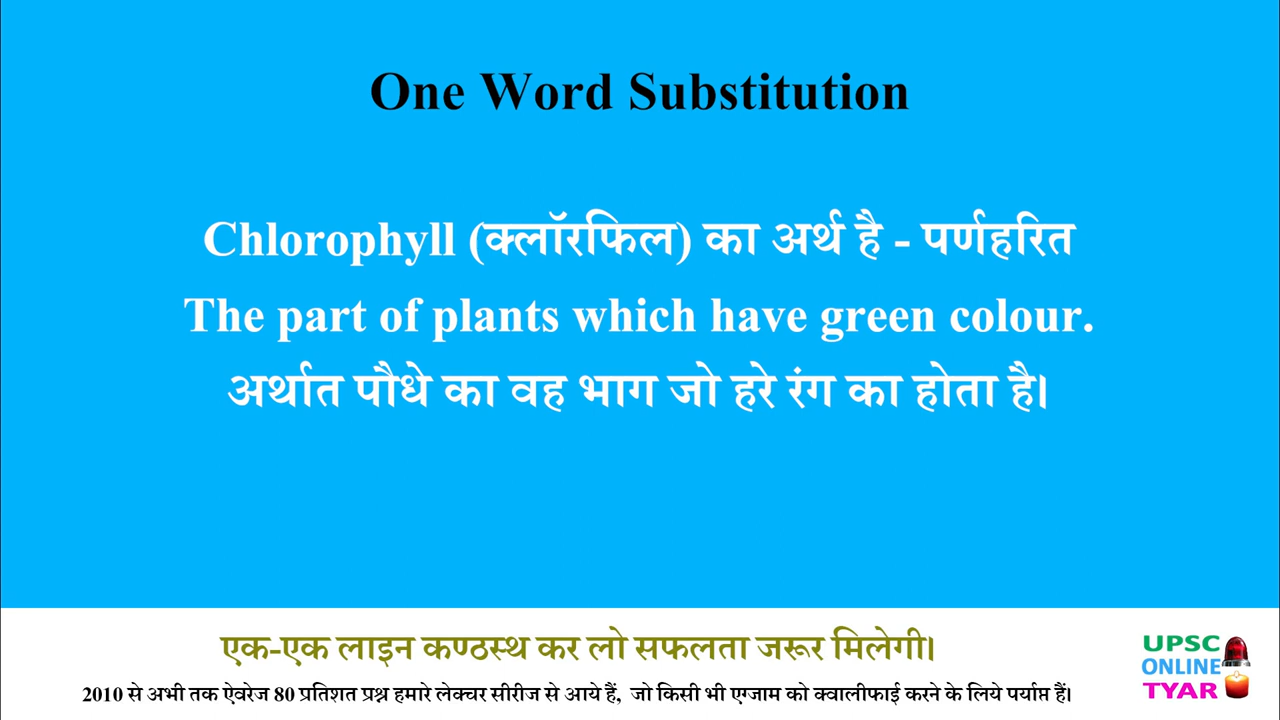 One Word Substitution
Chlorophyll (क्लॉरफिल) का अर्थ है - पर्णहरित
The part of plants which have green colour.
अर्थात पौधे का वह भाग जो हरे रंग का होता है।
एक-एक लाइन कण्ठस्थ कर लो सफलता जरूर मिलेगी।
2010 से अभी तक ऐवरेज 80 प्रतिशत प्रश्न हमारे लेक्चर सीरीज से आये हैं, जो किसी भी एग्जाम को क्वालीफाई करने के लिये पर्याप्त हैं।
UPSC
ONLINE
TYAR